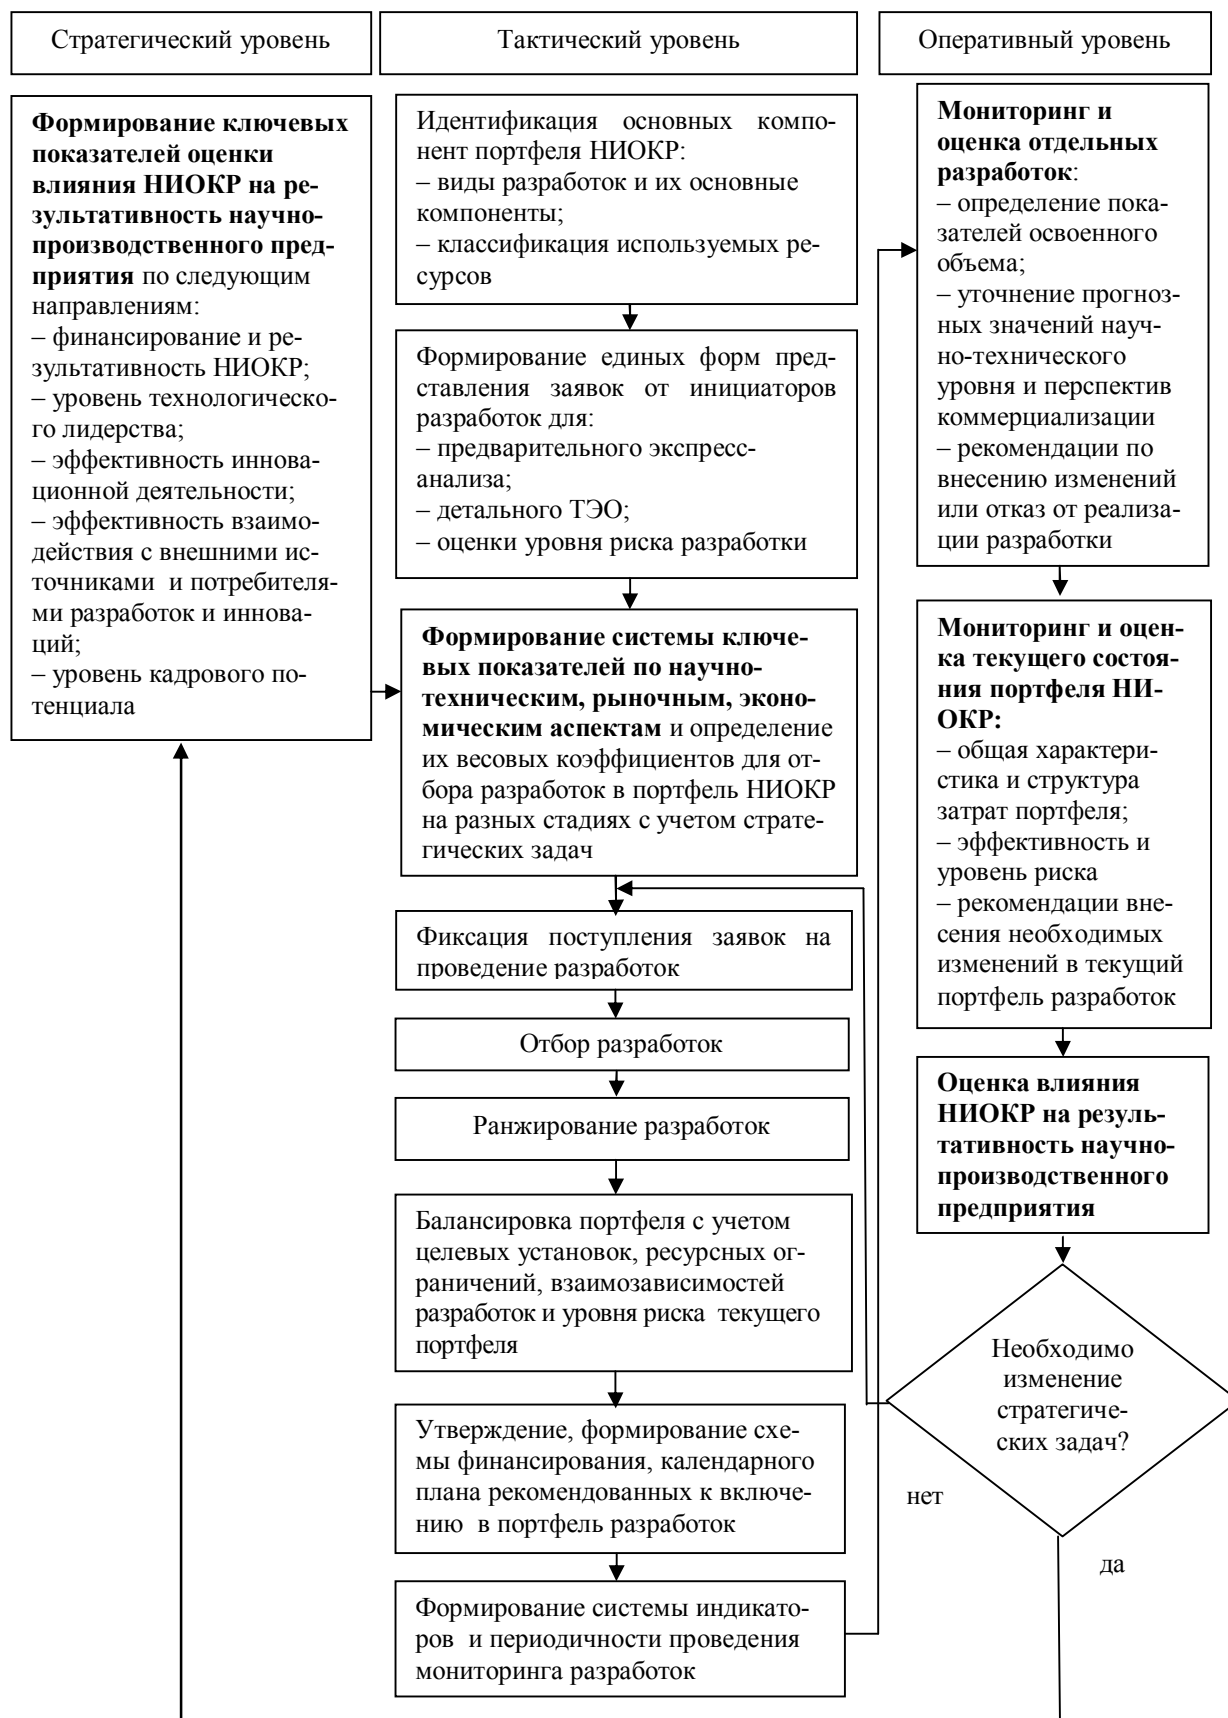 Стратегический уровень
Тактический уровень
Оперативный уровень
Формирование ключевых
показателей оценки
влияния НИОКР на ре-
зультативность научно-
производственного пред-
приятия по следующим
направлениям:
– финансирование и ре-
зультативность НИОКР;
– уровень технологическо-
го лидерства;
– эффективность иннова-
ционной деятельности;
– эффективность взаимо-
действия с внешними ис-
точниками и потребителя-
ми разработок и иннова-
ций;
– уровень кадрового по-
тенциала
Идентификация основных компо-
нент портфеля НИОКР:
– виды разработок и их основные
компоненты;
– классификация используемых ре-
сурсов
Формирование единых форм пред-
ставления заявок от инициаторов
разработок для:
– предварительного экспресс-
анализа;
– детального ТЭО;
– оценки уровня риска разработки
Формирование системы ключе-
вых показателей по научно-
техническим, рыночным, эконо-
мическим аспектам и определение
их весовых коэффициентов для от-
бора разработок в портфель НИОКР
на разных стадиях с учетом страте-
гических задач
Фиксация поступления заявок на
проведение разработок
Отбор разработок
Ранжирование разработок
Балансировка портфеля с учетом
целевых установок, ресурсных ог-
раничений, взаимозависимостей
разработок и уровня риска текущего
портфеля
Утверждение, формирование схе-
мы финансирования, календарного
плана рекомендованных к включе-
нию в портфель разработок
Формирование системы индикато-
ров и периодичности проведения
мониторинга разработок
Мониторинг и
оценка отдельных
разработок:
– определение пока-
зателей освоенного
объема;
– уточнение прогноз-
ных значений науч-
но-технического
уровня и перспектив
коммерциализации
– рекомендации по
внесению изменений
или отказ от реализа-
ции разработки
Мониторинг и оцен-
ка текущего состоя-
ния портфеля НИ-
ОКР:
– общая характери-
стика и структура
затрат портфеля;
– эффективность и
уровень риска
– рекомендации вне-
сения необходимых
изменений в текущий
портфель разработок
Оценка влияния
НИОКР на резуль-
тативность научно-
производственного
предприятия
Необходимо
изменение
стратегиче-
ских задач?
нет
да